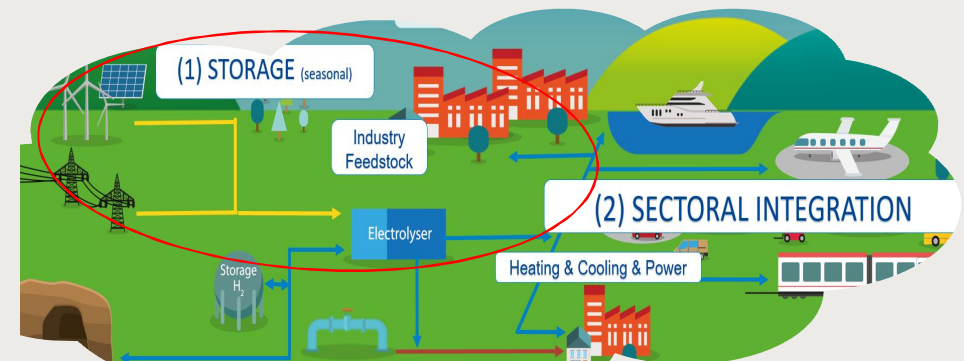 (1) STORAGE (seasonal)
Industry
Feedstock
(2) SECTORAL INTEGRATION
Electrolyser
Heating & Cooling & Power
Storage
H2